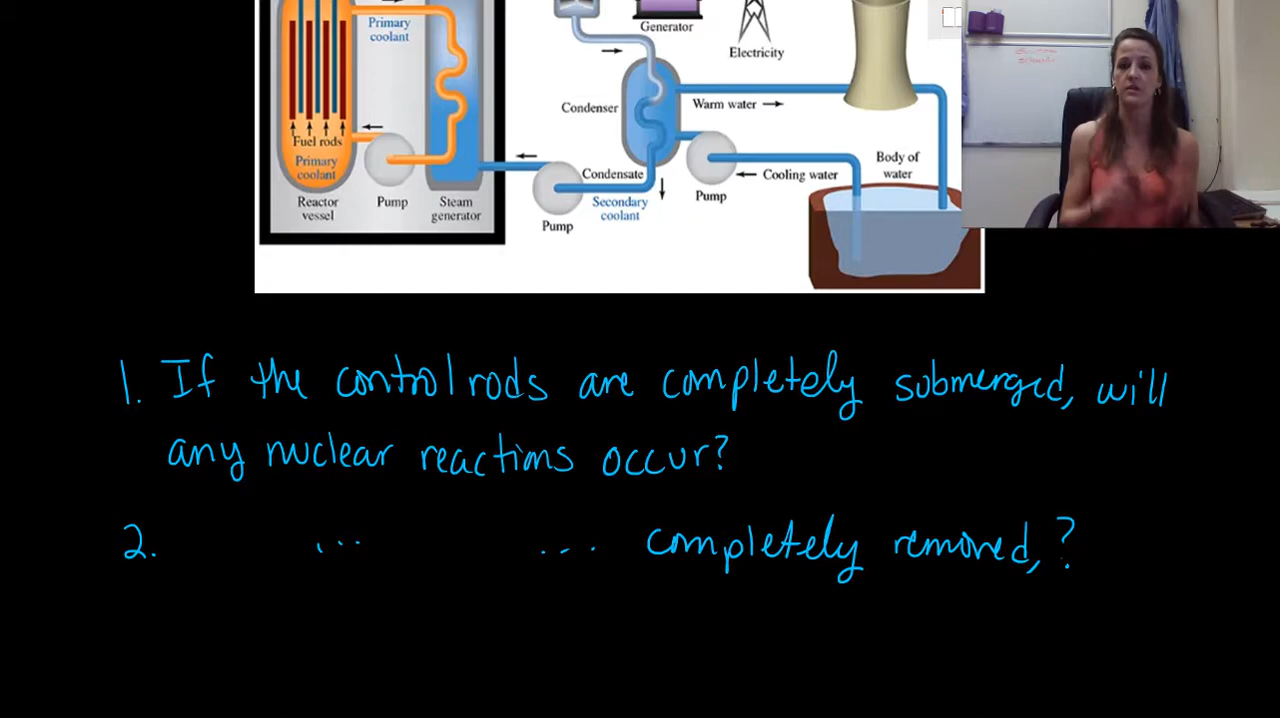 Primary
coolant
Generator
Electricity
Condenser
Warm water
Fuel rods
Primary
coolant
Condensate
Cooling water
Body of
water
Reactor
vessel
Pump
Steam
generator
Secondary
coolant
Pump
Pump
1. If the control rods are completely submerged, will
any nuclear reactions occur?
2. ... ... completely removed, ?